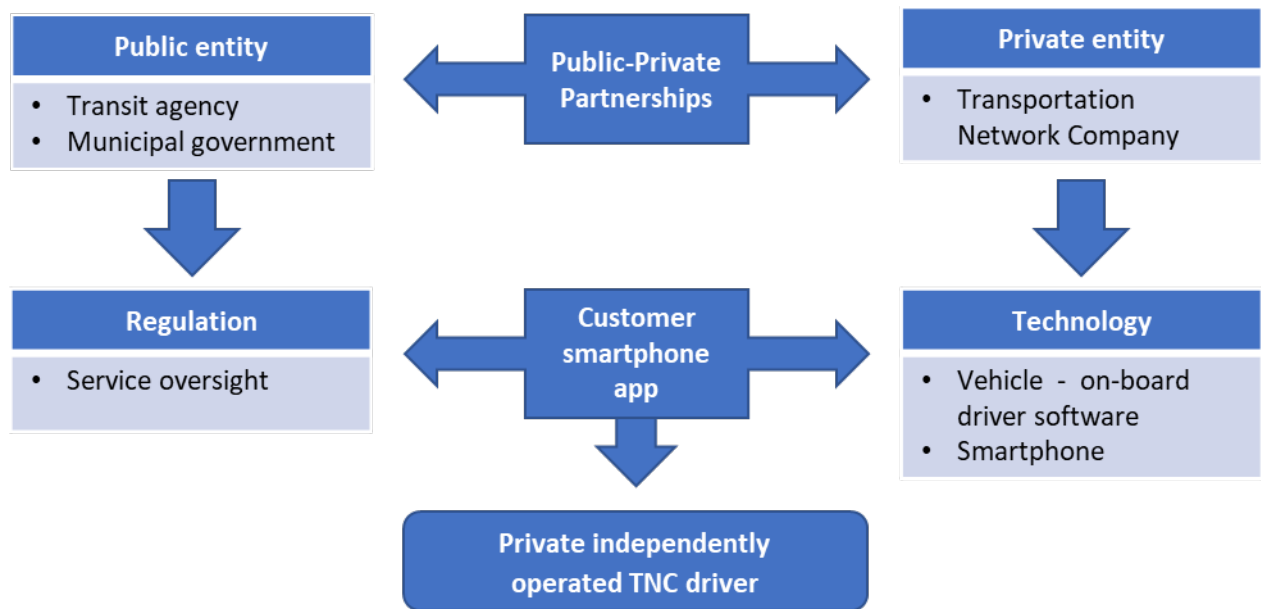 Public entity
• Transit agency
• Municipal government
Public-Private
Partnerships
Private entity
• Transportation
Network Company
Regulation
• Service oversight
Customer
smartphone
app
Technology
• Vehicle - on-board
driver software
• Smartphone
Private independently
operated TNC driver